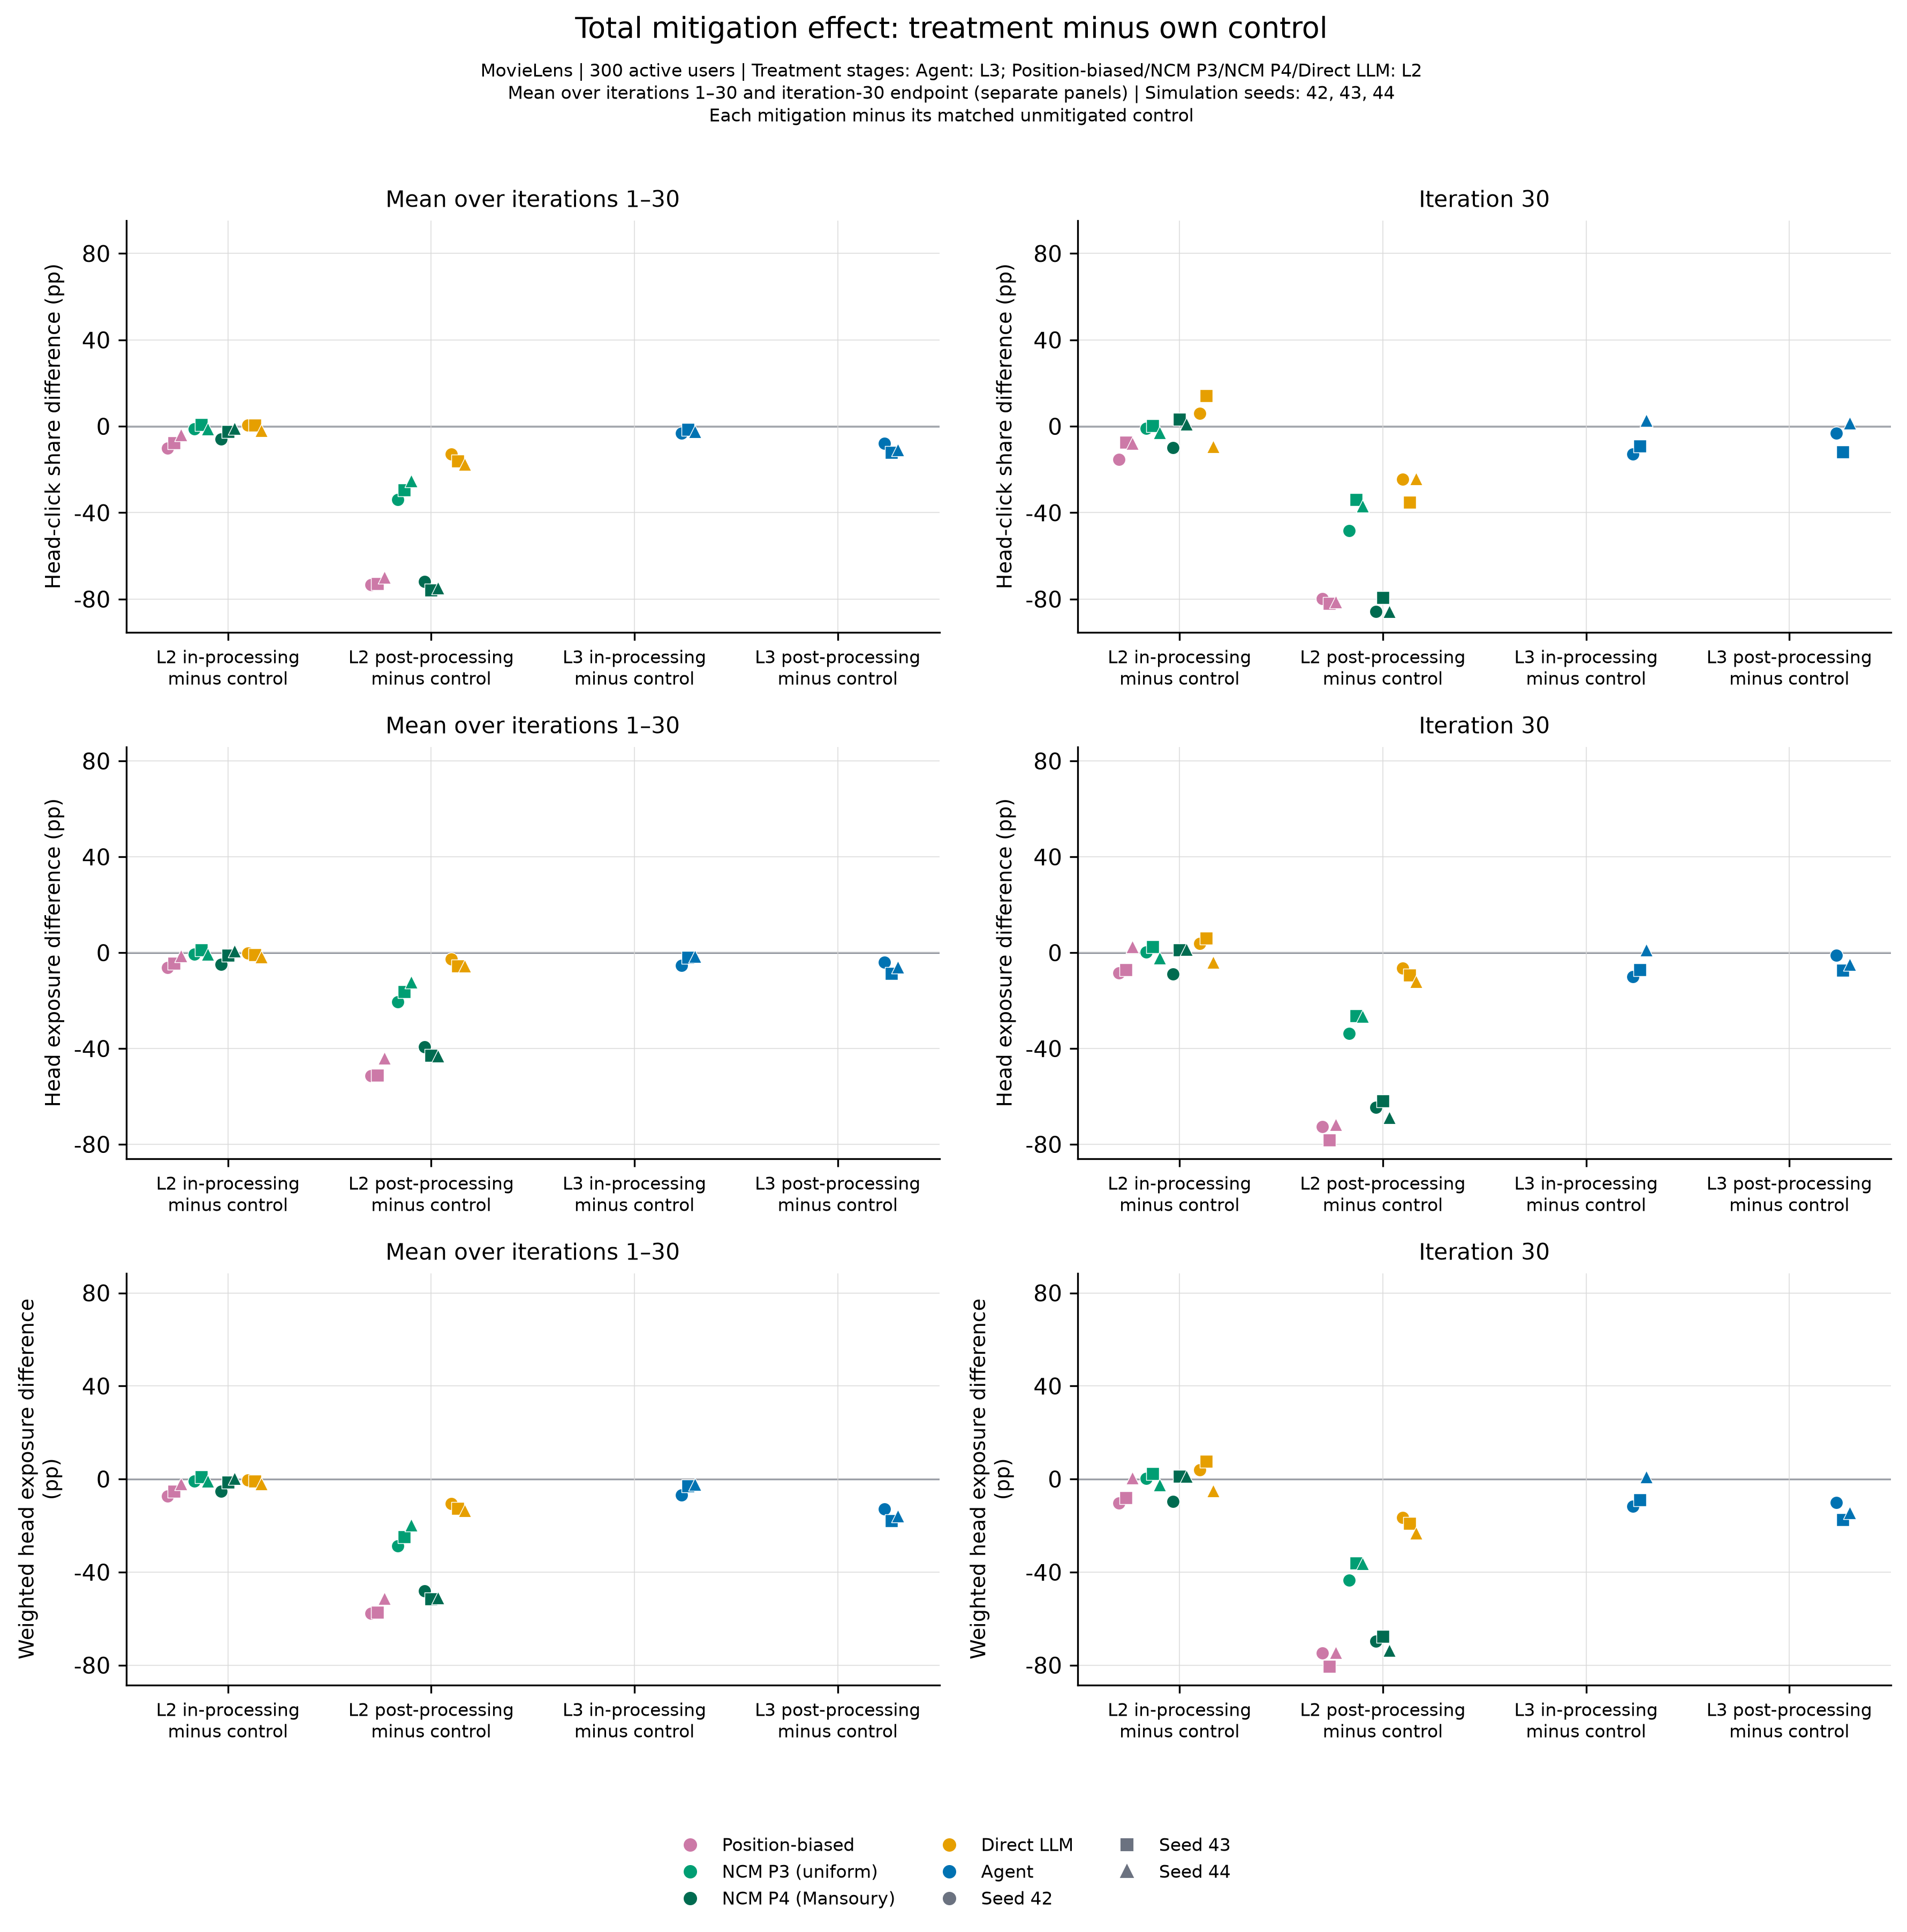 Total mitigation effect: treatment minus own control
MovieLens | 300 active users | Treatment stages: Agent: L3; Position-biased/NCM P3/NCM P4/Direct LLM: L2
Mean over iterations 1–30 and iteration-30 endpoint (separate panels) | Simulation seeds: 42, 43, 44
Each mitigation minus its matched unmitigated control
Mean over iterations 1–30
Head-click share difference (pp)
80
40
0
-40
-80
L2 in-processing
minus control
L2 post-processing
minus control
L3 in-processing
minus control
L3 post-processing
minus control
Iteration 30
Head-click share difference (pp)
80
40
0
-40
-80
L2 in-processing
minus control
L2 post-processing
minus control
L3 in-processing
minus control
L3 post-processing
minus control
Mean over iterations 1–30
Head exposure difference (pp)
80
40
0
-40
-80
L2 in-processing
minus control
L2 post-processing
minus control
L3 in-processing
minus control
L3 post-processing
minus control
Iteration 30
Head exposure difference (pp)
80
40
0
-40
-80
L2 in-processing
minus control
L2 post-processing
minus control
L3 in-processing
minus control
L3 post-processing
minus control
Mean over iterations 1–30
Weighted head exposure difference
(pp)
80
40
0
-40
-80
L2 in-processing
minus control
L2 post-processing
minus control
L3 in-processing
minus control
L3 post-processing
minus control
Iteration 30
Weighted head exposure difference
(pp)
80
40
0
-40
-80
L2 in-processing
minus control
L2 post-processing
minus control
L3 in-processing
minus control
L3 post-processing
minus control
Position-biased
NCM P3 (uniform)
NCM P4 (Mansoury)
Direct LLM
Agent
Seed 42
Seed 43
Seed 44